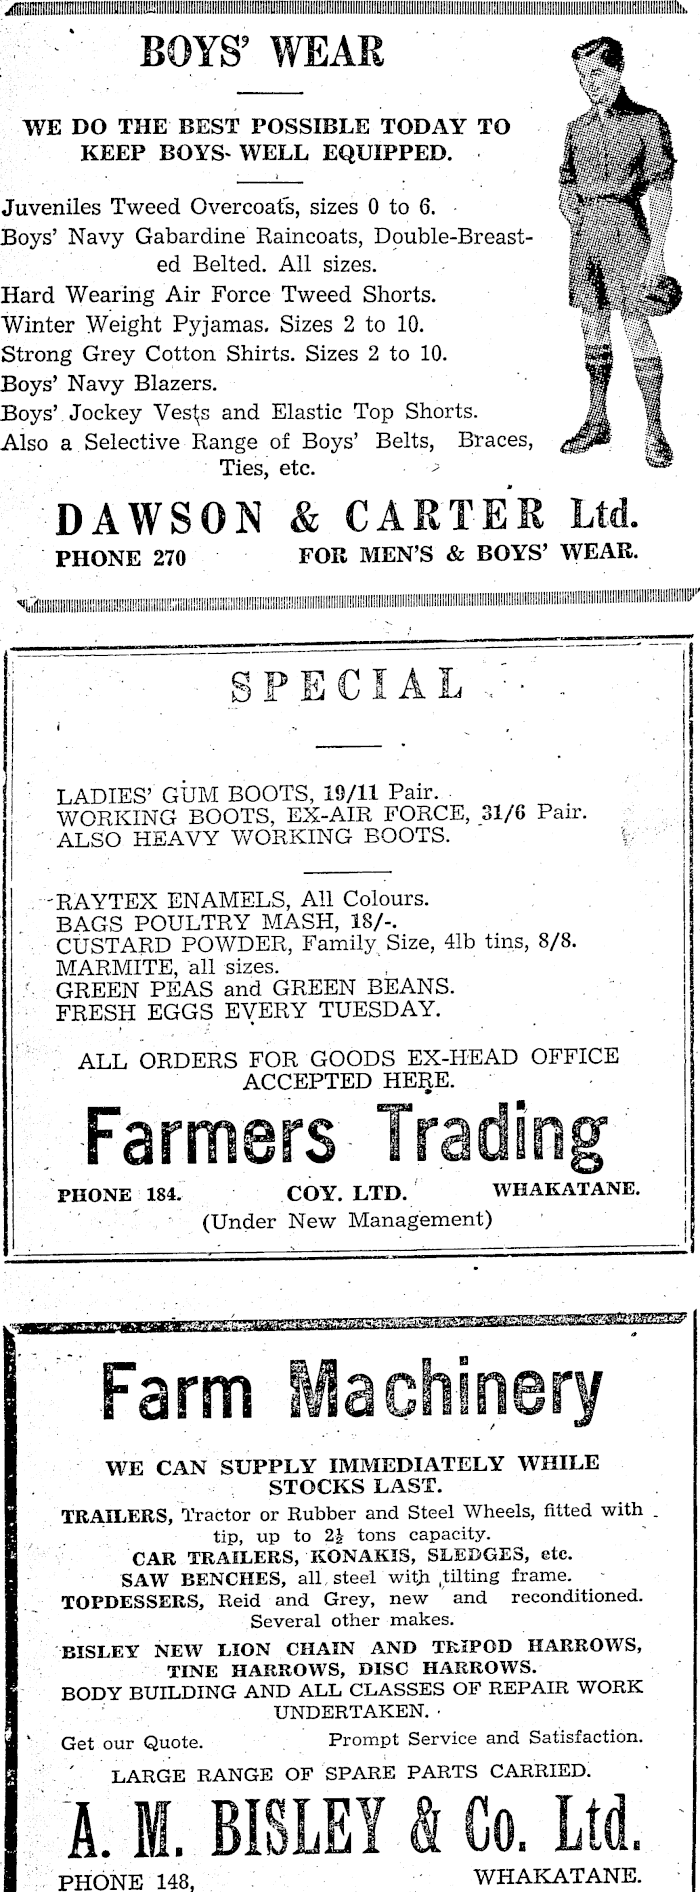 BOYS' WEAR
WE DO THE BEST POSSIBLE TODAY TO
KEEP BOYS WELL EQUIPPED.
Juveniles Tweed Overcoats, sizes 0 to 6.
Boys' Navy Gabardine Raincoats, Double-Breast-
ed Belted. All sizes.
Hard Wearing Air Force Tweed Shorts.
Winter Weight Pyjamas. Sizes 2 to 10.
Strong Grey Cotton Shirts. Sizes 2 to 10.
Boys' Navy Blazers.
Boys' Jockey Vests and Elastic Top Shorts.
Also a Selective Range of Boys' Belts, Braces,
Ties, etc.
DAWSON & CARTER Ltd.
PHONE 270 FOR MEN'S & BOYS' WEAR.
SPECIAL
LADIES' GUM BOOTS, 19/11 Pair.
WORKING BOOTS, EX-AIR FORCE, 31/6 Pair.
ALSO HEAVY WORKING BOOTS.
RAYTEX ENAMELS, All Colours.
BAGS POULTRY MASH, 18/-.
CUSTARD POWDER, Family Size, 4lb tins, 8/8.
MARMITE, all sizes.
GREEN PEAS and GREEN BEANS.
FRESH EGGS EVERY TUESDAY.
ALL ORDERS FOR GOODS EX-HEAD OFFICE
ACCEPTED HERE.
Farmers Trading
PHONE 184. COY. LTD. WHAKATANE.
(Under New Management)
Farm Machinery
WE CAN SUPPLY IMMEDIATELY WHILE
STOCKS LAST.
TRAILERS, Tractor or Rubber and Steel Wheels, fitted with
tip, up to 2½ tons capacity.
CAR TRAILERS, KONAKIS, SLEDGES, etc.
SAW BENCHES, all steel with tilting frame.
TOPDESSERS, Reid and Grey, new and reconditioned.
Several other makes.
BISLEY NEW LION CHAIN AND TRIPOD HARROWS,
TINE HARROWS, DISC HARROWS.
BODY BUILDING AND ALL CLASSES OF REPAIR WORK
UNDERTAKEN.
Get our Quote. Prompt Service and Satisfaction.
LARGE RANGE OF SPARE PARTS CARRIED.
A. M. BISLEY & Co. Ltd.
PHONE 148, WHAKATANE.